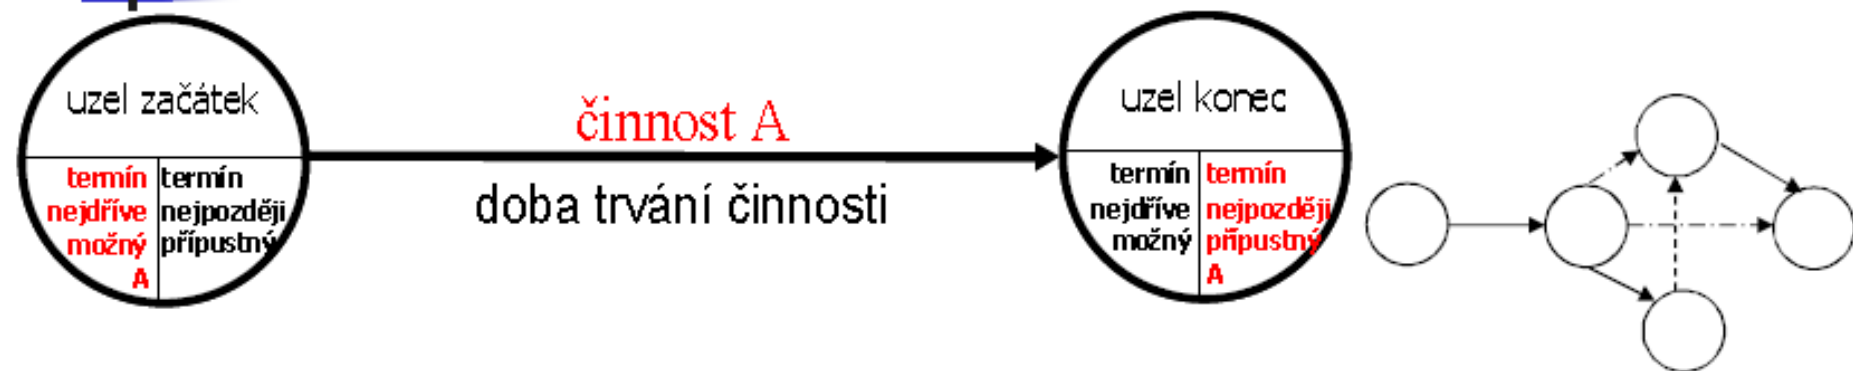 uzel začátek
termín
nejdříve
možný
A
termín
nejpozději
přípustný
činnost A
doba trvání činnosti
uzel konec
termín
nejdříve
možný
termín
nejpozději
přípustný
A